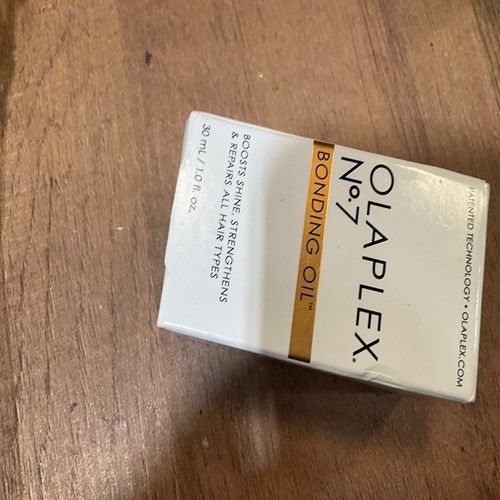 PATENTED TECHNOLOGY • OLAPLEX.COM
OLAPLEX®
Nº.7
BONDING OIL™
BOOSTS SHINE, STRENGTHENS
& REPAIRS ALL HAIR TYPES
30 mL / 1.0 fl. oz.